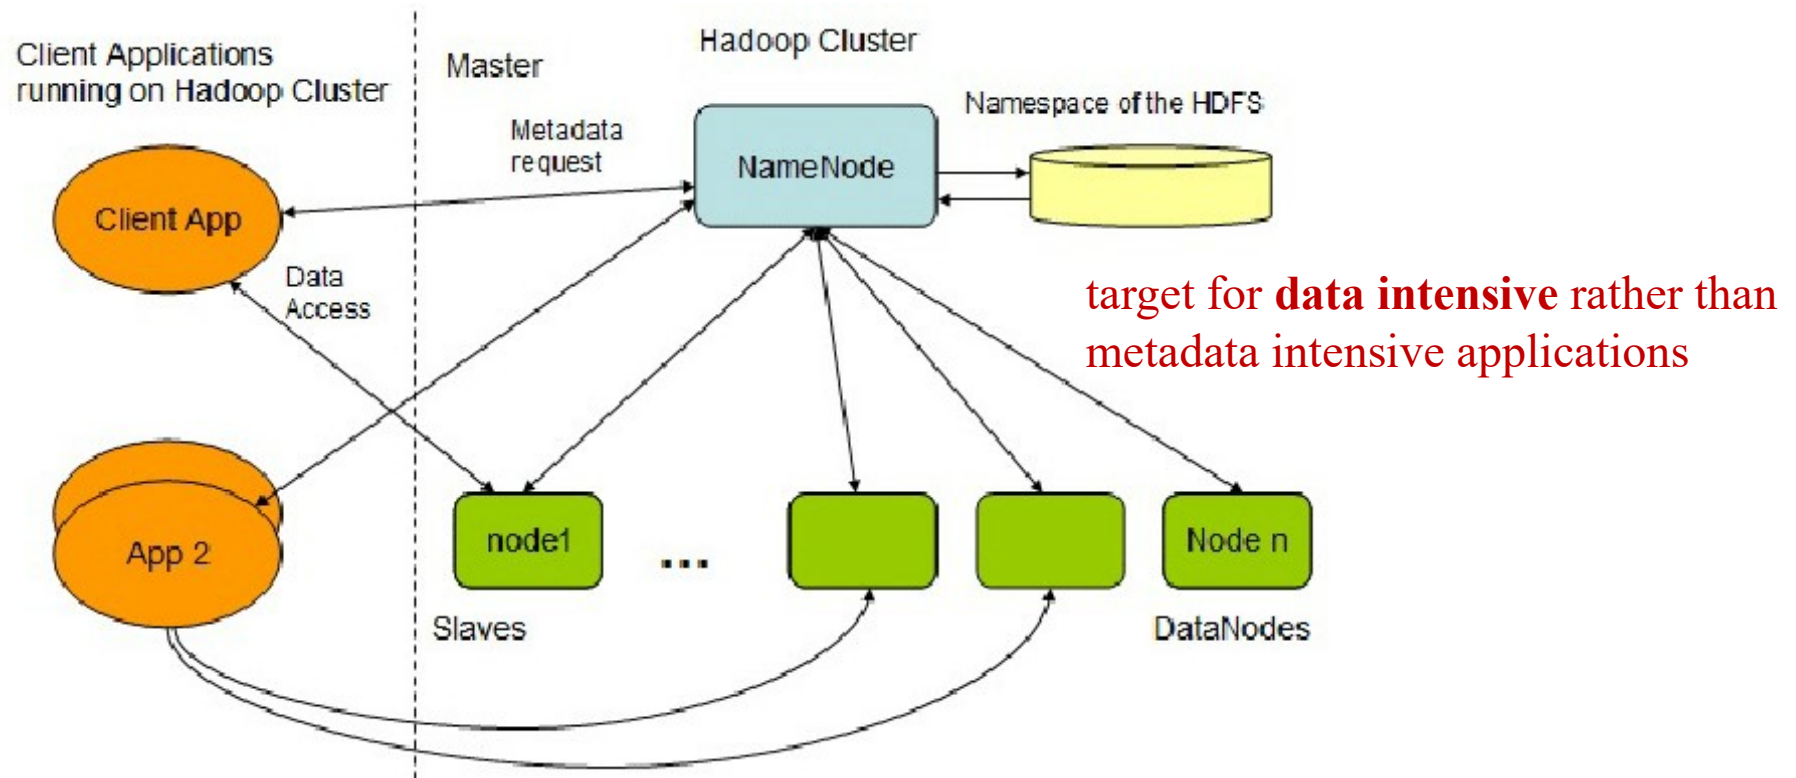 Client Applications
running on Hadoop Cluster
Master
Hadoop Cluster
Namespace of the HDFS
Metadata
request
NameNode
Client App
Data
Access
target for data intensive rather than
metadata intensive applications
node1
...
Node n
App 2
Slaves
DataNodes